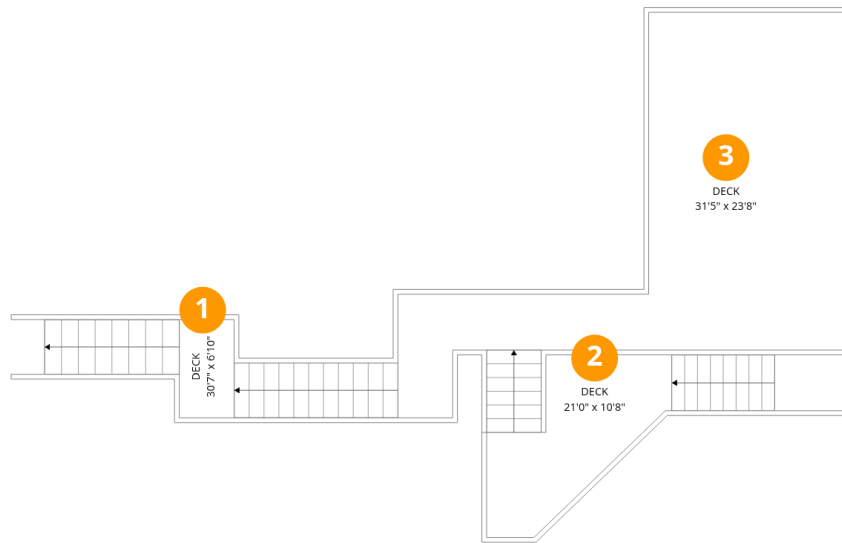 3
DECK
31'5" x 23'8"
1
DECK
30'7" x 6'10"
2
DECK
21'0" x 10'8"